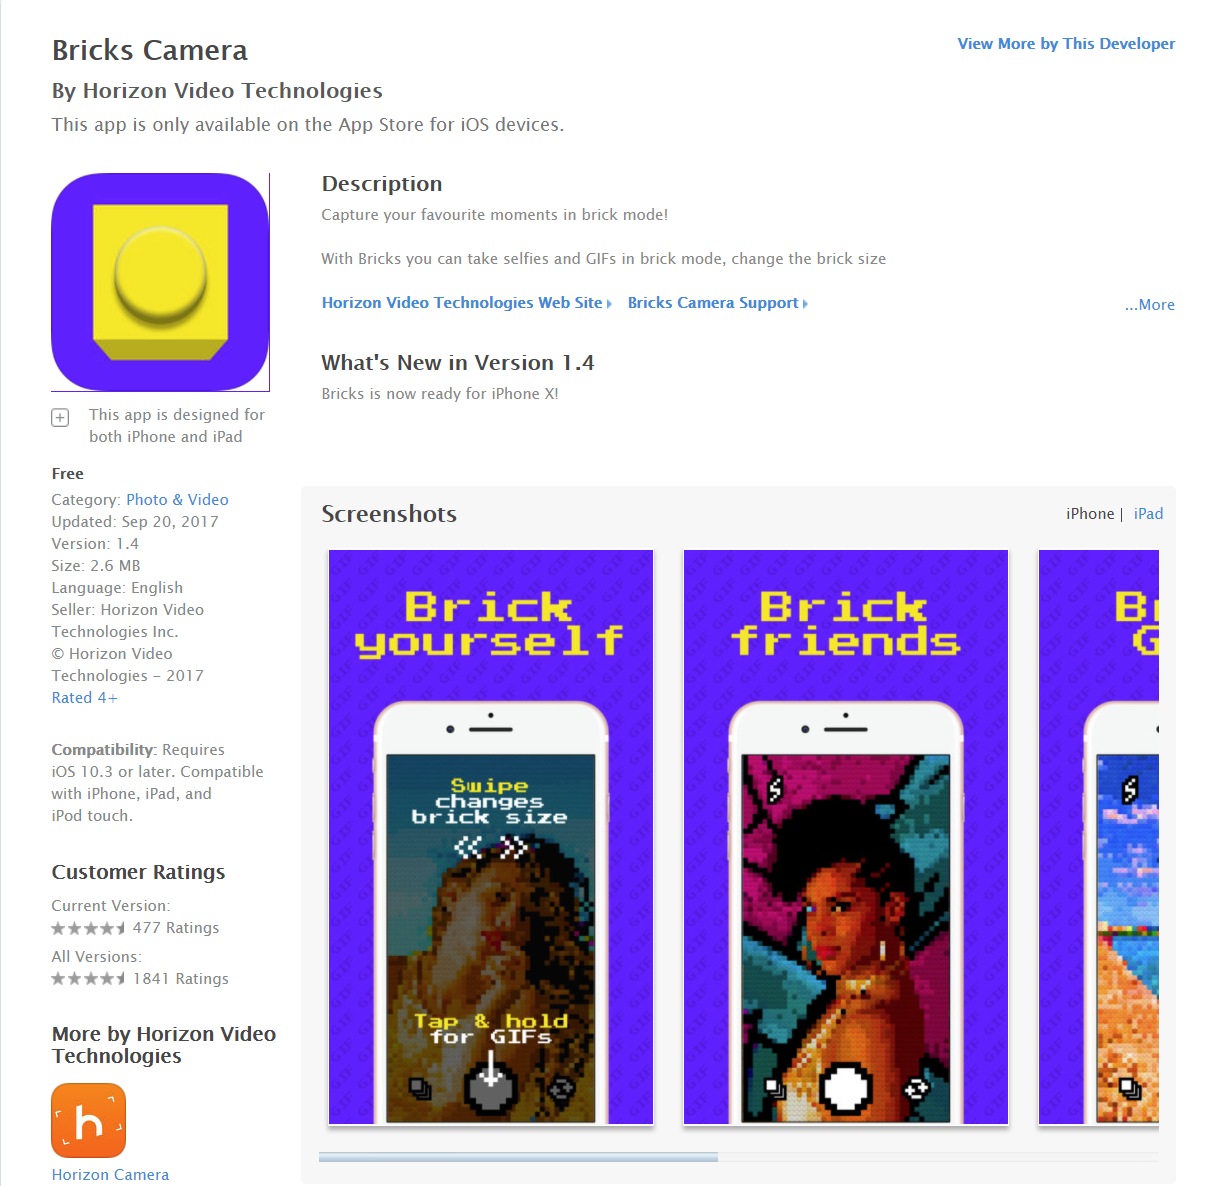 Bricks Camera
View More by This Developer
By Horizon Video Technologies
This app is only available on the App Store for iOS devices.
Description
Capture your favourite moments in brick mode!
With Bricks you can take selfies and GIFs in brick mode, change the brick size
Horizon Video Technologies Web Site
Bricks Camera Support
...More
What's New in Version 1.4
Bricks is now ready for iPhone X!
This app is designed for
both iPhone and iPad
Free
Category: Photo & Video
Updated: Sep 20, 2017
Version: 1.4
Size: 2.6 MB
Language: English
Seller: Horizon Video
Technologies Inc.
© Horizon Video
Technologies – 2017
Rated 4+
Compatibility: Requires
iOS 10.3 or later. Compatible
with iPhone, iPad, and
iPod touch.
Customer Ratings
Current Version:
477 Ratings
All Versions:
1841 Ratings
More by Horizon Video
Technologies
h
Horizon Camera
Screenshots
iPhone | iPad
Brick
yourself
Swipe
changes
brick size
Tap & hold
for GIFs
Brick
friends